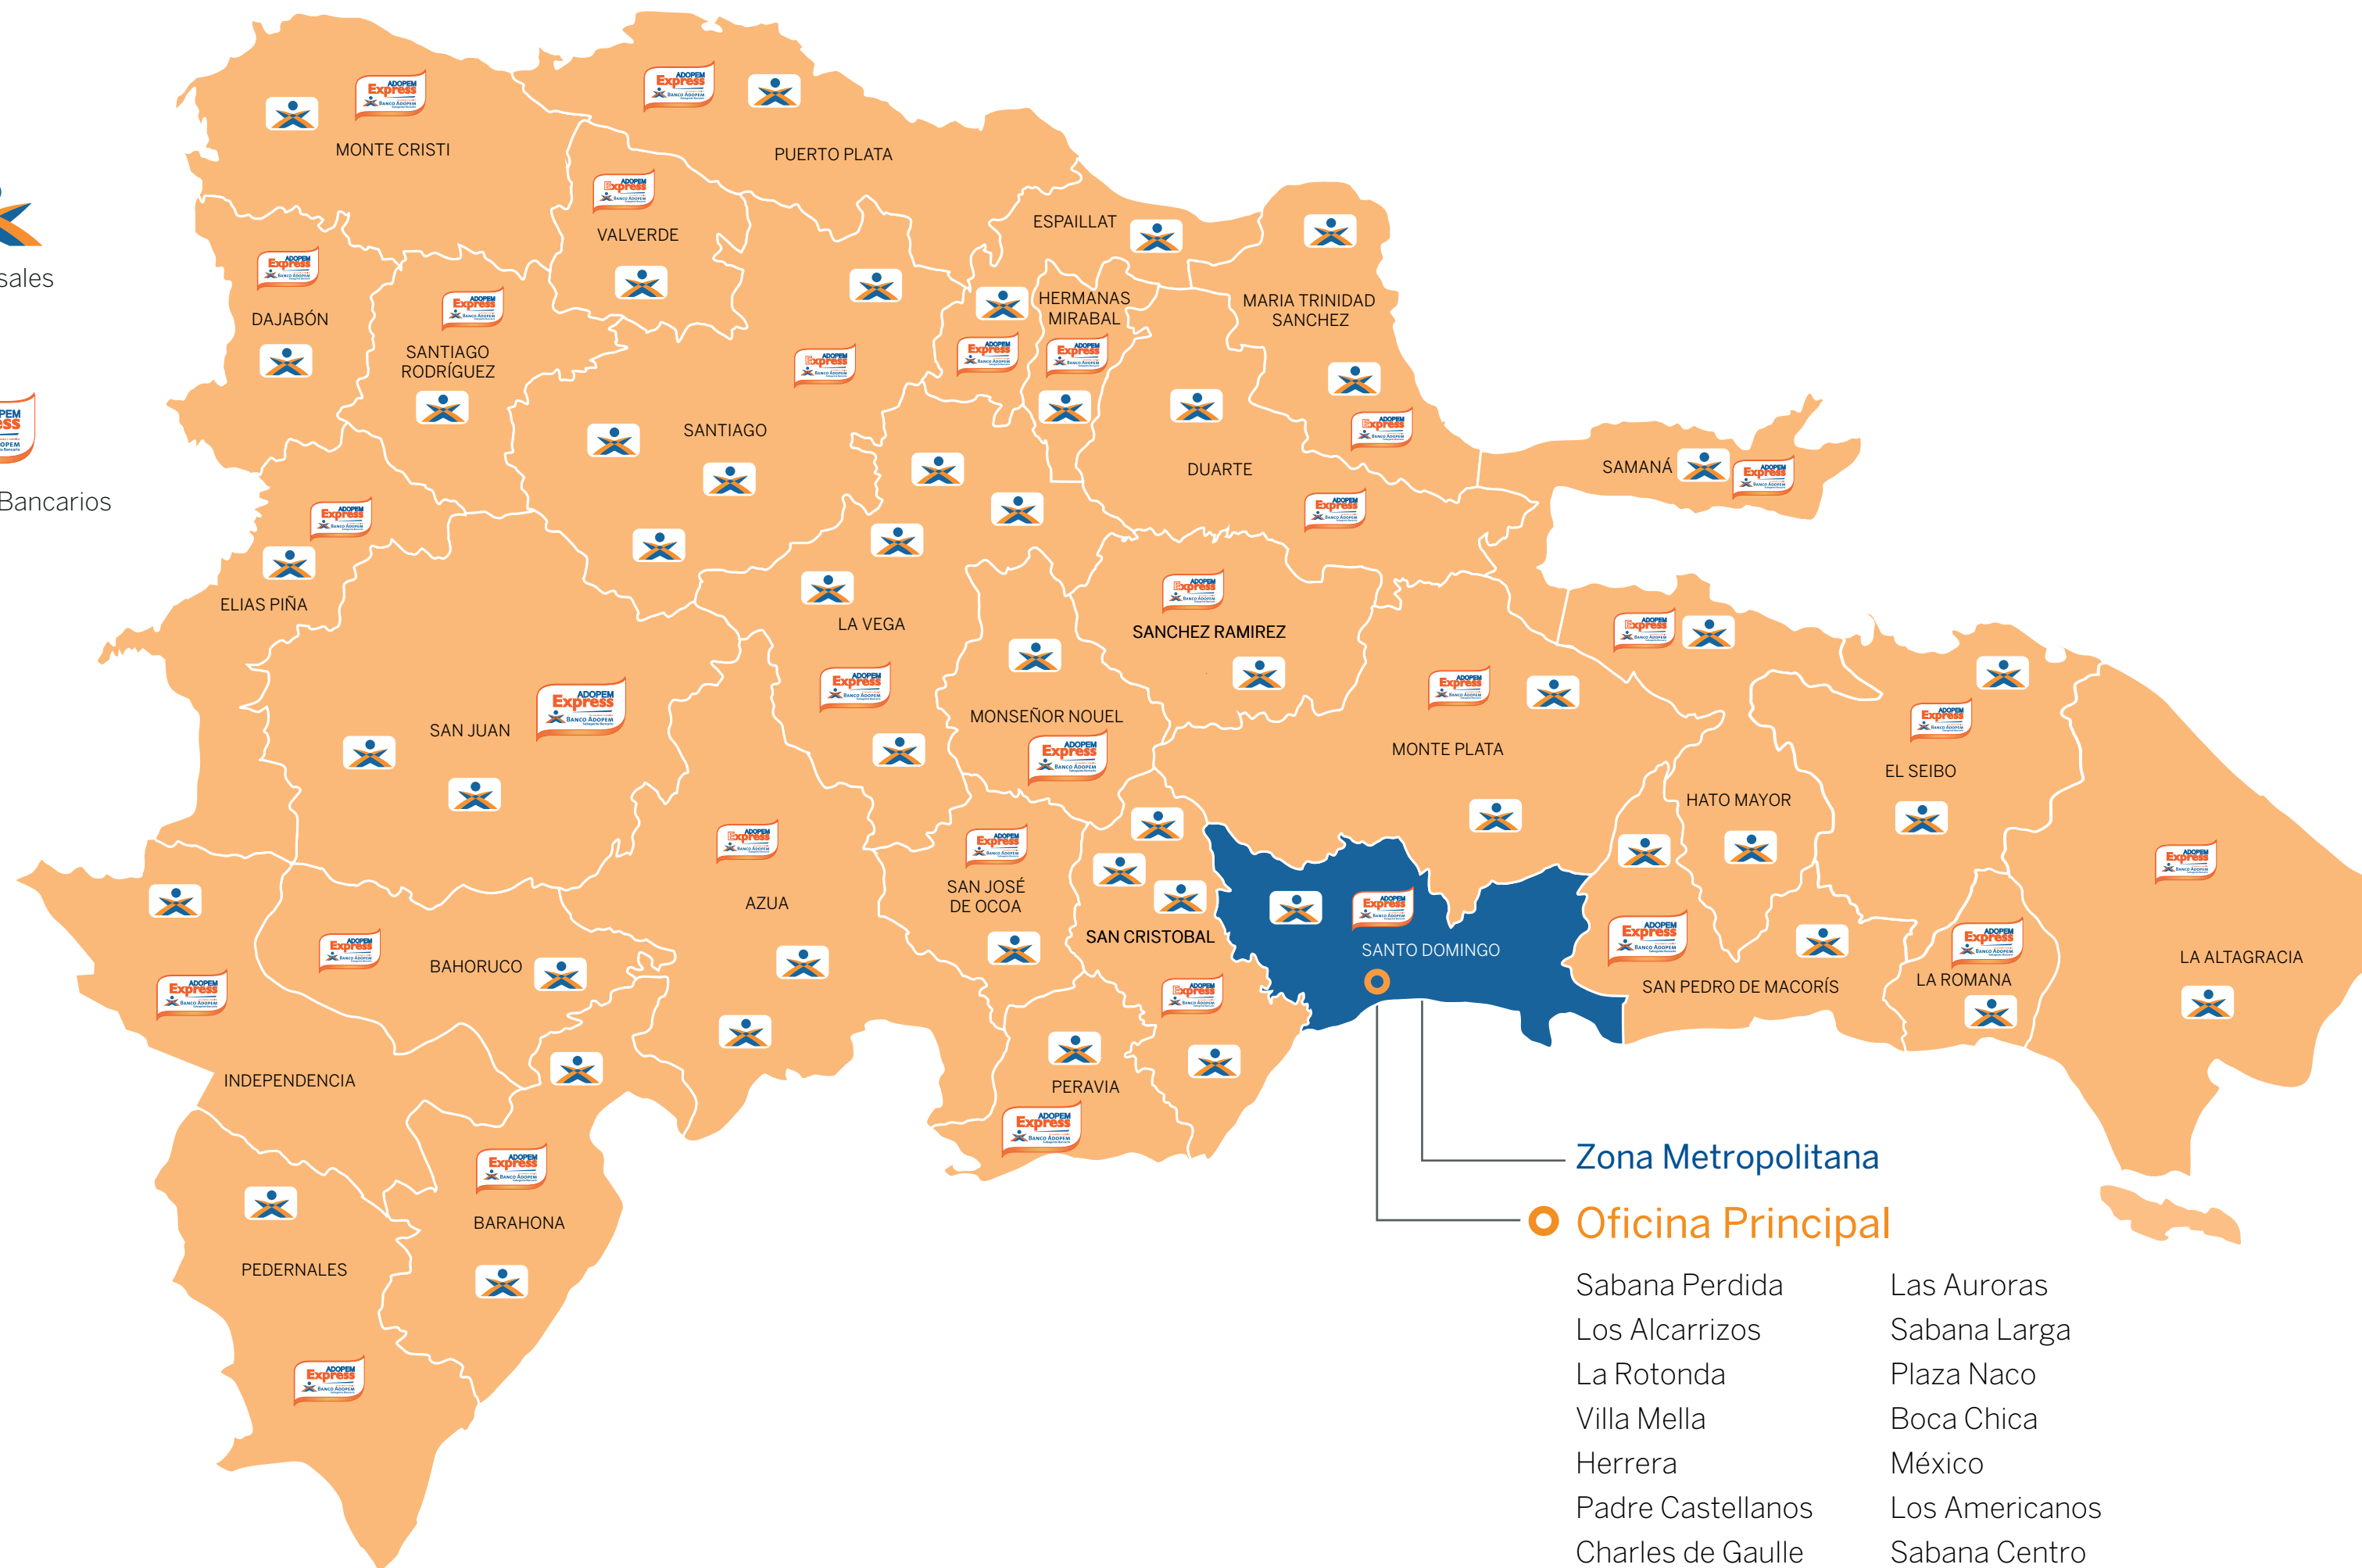 MONTE CRISTI
PUERTO PLATA
VALVERDE
ESPAILLAT
sales
DAJABÓN
HERMANAS
MIRABAL
MARIA TRINIDAD
SANCHEZ
SANTIAGO
RODRÍGUEZ
SANTIAGO
DUARTE
SAMANÁ
Bancarios
ELIAS PIÑA
LA VEGA
SANCHEZ RAMIREZ
SAN JUAN
MONSEÑOR NOUEL
MONTE PLATA
EL SEIBO
HATO MAYOR
AZUA
SAN JOSÉ
DE OCOA
SAN CRISTOBAL
SANTO DOMINGO
BAHORUCO
LA ALTAGRACIA
SAN PEDRO DE MACORÍS
LA ROMANA
INDEPENDENCIA
PERAVIA
BARAHONA
PEDERNALES
ADOPEM
Express
BANCO ADOPEM
Zona Metropolitana
Oficina Principal
Sabana Perdida
Los Alcarrizos
La Rotonda
Villa Mella
Herrera
Padre Castellanos
Charles de Gaulle
Las Auroras
Sabana Larga
Plaza Naco
Boca Chica
México
Los Americanos
Sabana Centro